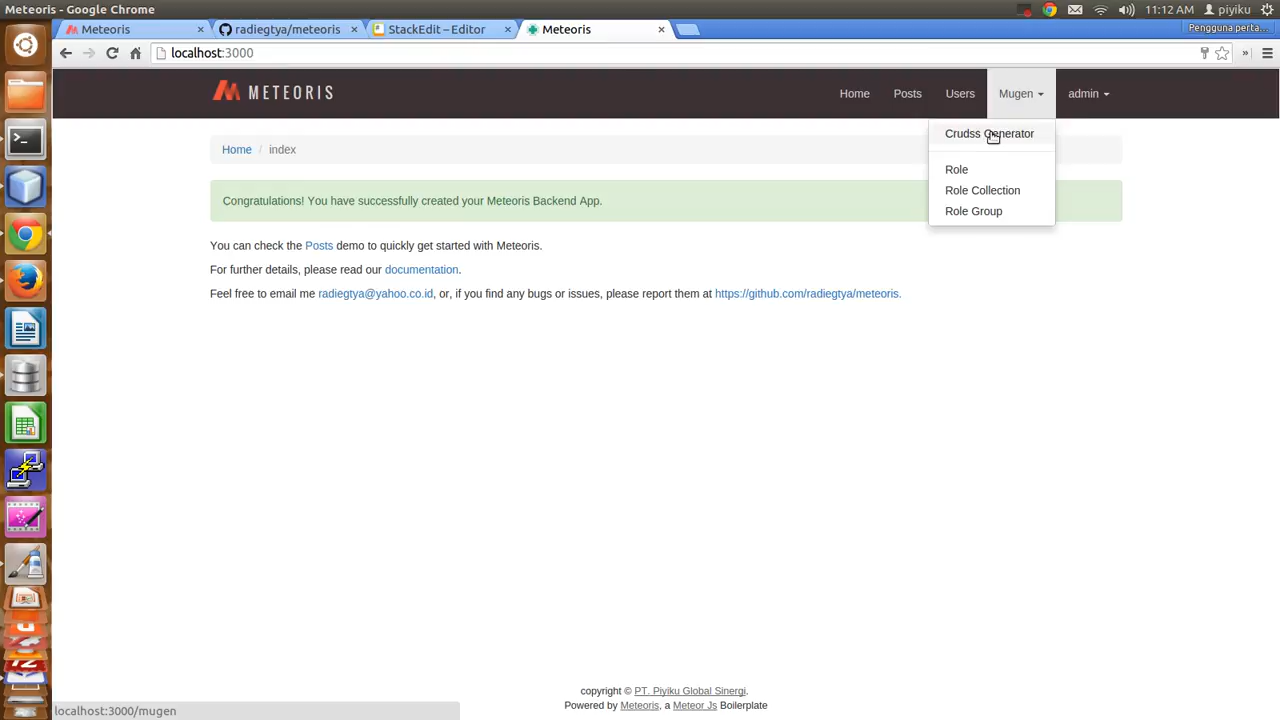 Meteoris - Google Chrome
11:12 AM piyiku
Meteoris
radiegtya/meteoris
StackEdit – Editor
Meteoris
Pengguna perta...
localhost:3000
METEORIS
Home Posts Users Mugen admin
Crudss Generator
Role
Role Collection
Role Group
Home / index
Congratulations! You have successfully created your Meteoris Backend App.
You can check the Posts demo to quickly get started with Meteoris.
For further details, please read our documentation.
Feel free to email me radiegtya@yahoo.co.id, or, if you find any bugs or issues, please report them at https://github.com/radiegtya/meteoris.
copyright © PT. Piyiku Global Sinergi.
Powered by Meteoris, a Meteor Js Boilerplate
localhost:3000/mugen